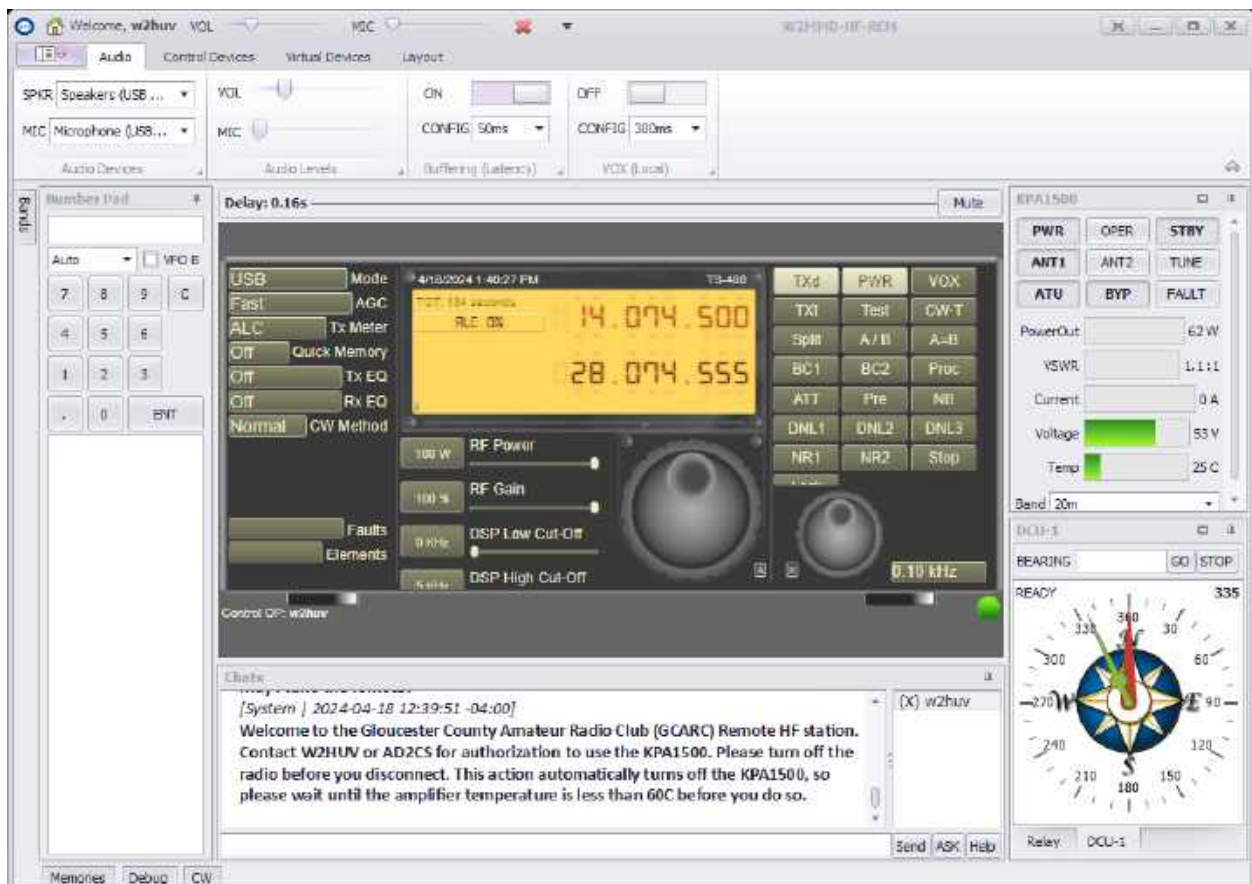 Welcome, w2huv VOL MIC
W2HHO-HF-REM
Audio Control Devices Virtual Devices Layout
SPKR Speakers (USB ...
MIC Microphone (USB...
Audio Devices
VOL
MIC
Audio Levels
ON
CONFIG 50ms
Buffering (Latency)
OFF
CONFIG 300ms
VOX (Local)
Bands
Number Pad
Auto VFO B
7 8 9 C
4 5 6
1 2 3
. 0 ENT
Delay: 0.16s Mute
USB Mode
Fast AGC
ALC Tx Meter
Off Quick Memory
Off Tx EQ
Off Rx EQ
Normal CW Method
Faults
Elements
4/18/2024 1:40:27 PM TS-480
TOT: 184 seconds
ALC: 0%
14.074.500
28.074.555
100 W RF Power
100 % RF Gain
0 KHz DSP Low Cut-Off
DSP High Cut-Off
TXd PWR VOX
TXI Test CW-T
Split A/B A=B
BC1 BC2 Proc
ATT Pre NB
DNL1 DNL2 DNL3
NR1 NR2 Stop
0.10 kHz
Control OP: w2huv
Chats
[System | 2024-04-18 12:39:51 -04:00]
Welcome to the Gloucester County Amateur Radio Club (GCARC) Remote HF station.
Contact W2HUV or AD2CS for authorization to use the KPA1500. Please turn off the
radio before you disconnect. This action automatically turns off the KPA1500, so
please wait until the amplifier temperature is less than 60C before you do so.
(X) w2huv
Send ASK Help
KPA1500
PWR OPER STBY
ANT1 ANT2 TUNE
ATU BYP FAULT
PowerOut 62 W
VSWR 1.1:1
Current 0 A
Voltage 53 V
Temp 25 C
Band 20m
DCU-1
BEARING GO STOP
READY 335
360
330 30
300 60
270 W E 90
240 120
210 S 150
180
Relay DCU-1
Memories Debug CW